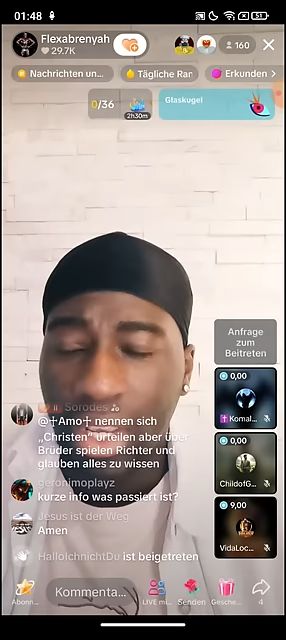 01:48
51
Flexabrenyah
29.7K
160
Nachrichten un...
Tägliche Ran
Erkunden
0/36
2h30m
Glaskugel
Anfrage
zum
Beitreten
0,00
Komal...
0,00
ChildofG...
9,00
VidaLoc...
Sorodes
@✝Amo✝ nennen sich
,,Christen” urteilen aber über
Brüder spielen Richter und
glauben alles zu wissen
geronimoplayz
kurze info was passiert ist?
Jesus ist der Weg
Amen
HalloIchnichtDu ist beigetreten
Abonn...
Kommenta...
LIVE mi...
Senden
Gesche...
4